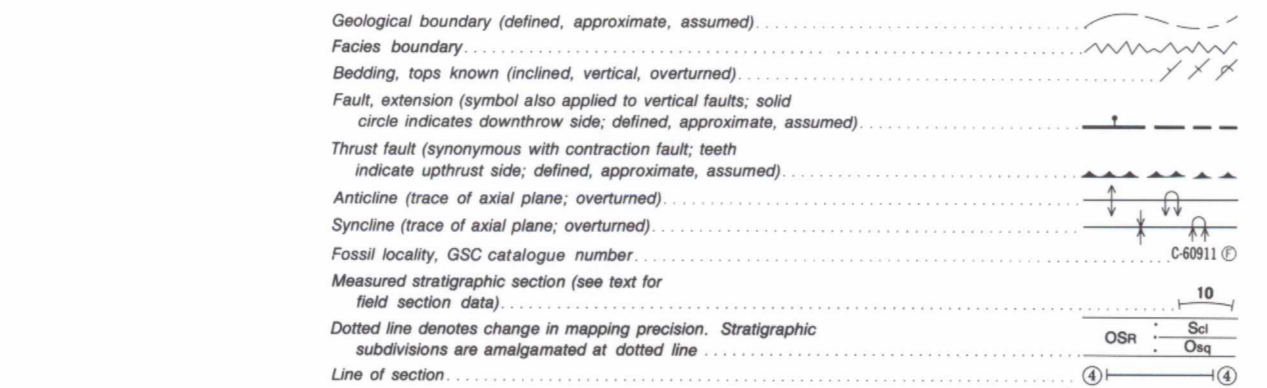 Geological boundary (defined, approximate, assumed)
Facies boundary
Bedding, tops known (inclined, vertical, overturned)
Fault, extension (symbol also applied to vertical faults; solid
circle indicates downthrow side; defined, approximate, assumed)
Thrust fault (synonymous with contraction fault; teeth
indicate upthrust side; defined, approximate, assumed)
Anticline (trace of axial plane; overturned)
Syncline (trace of axial plane; overturned)
Fossil locality, GSC catalogue number C-60911 Ⓕ
Measured stratigraphic section (see text for
field section data) 10
Dotted line denotes change in mapping precision. Stratigraphic
subdivisions are amalgamated at dotted line OSR Scl Osq
Line of section ④ ④